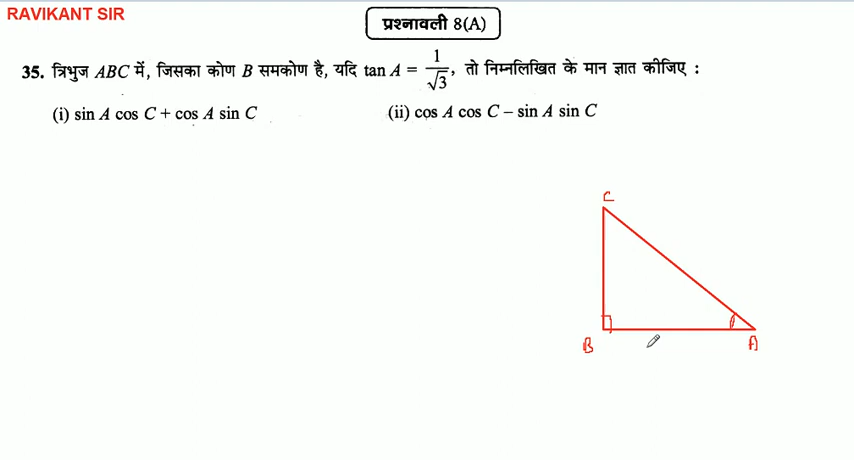 RAVIKANT SIR
प्रश्नावली 8(A)
35. त्रिभुज ABC में, जिसका कोण B समकोण है, यदि tan A = 1/√3, तो निम्नलिखित के मान ज्ञात कीजिए :
(i) sin A cos C + cos A sin C (ii) cos A cos C – sin A sin C
C
B A